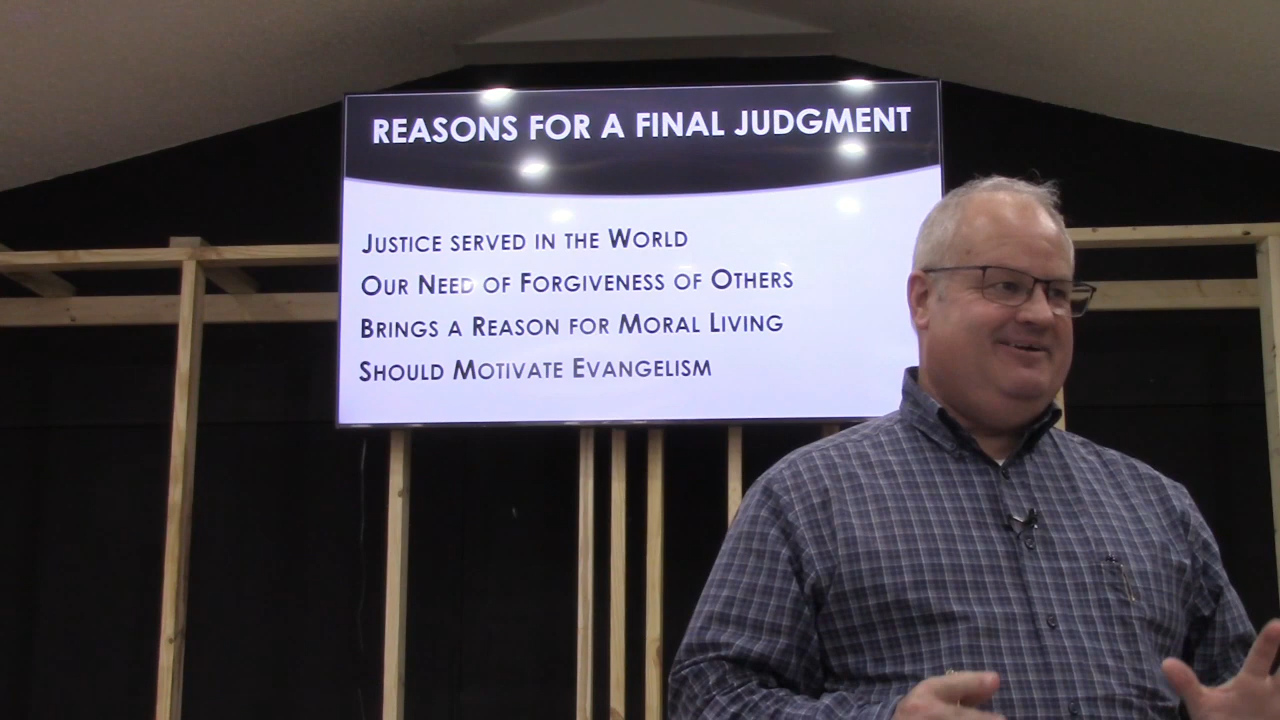 REASONS FOR A FINAL JUDGMENT
JUSTICE SERVED IN THE WORLD
OUR NEED OF FORGIVENESS OF OTHERS
BRINGS A REASON FOR MORAL LIVING
SHOULD MOTIVATE EVANGELISM